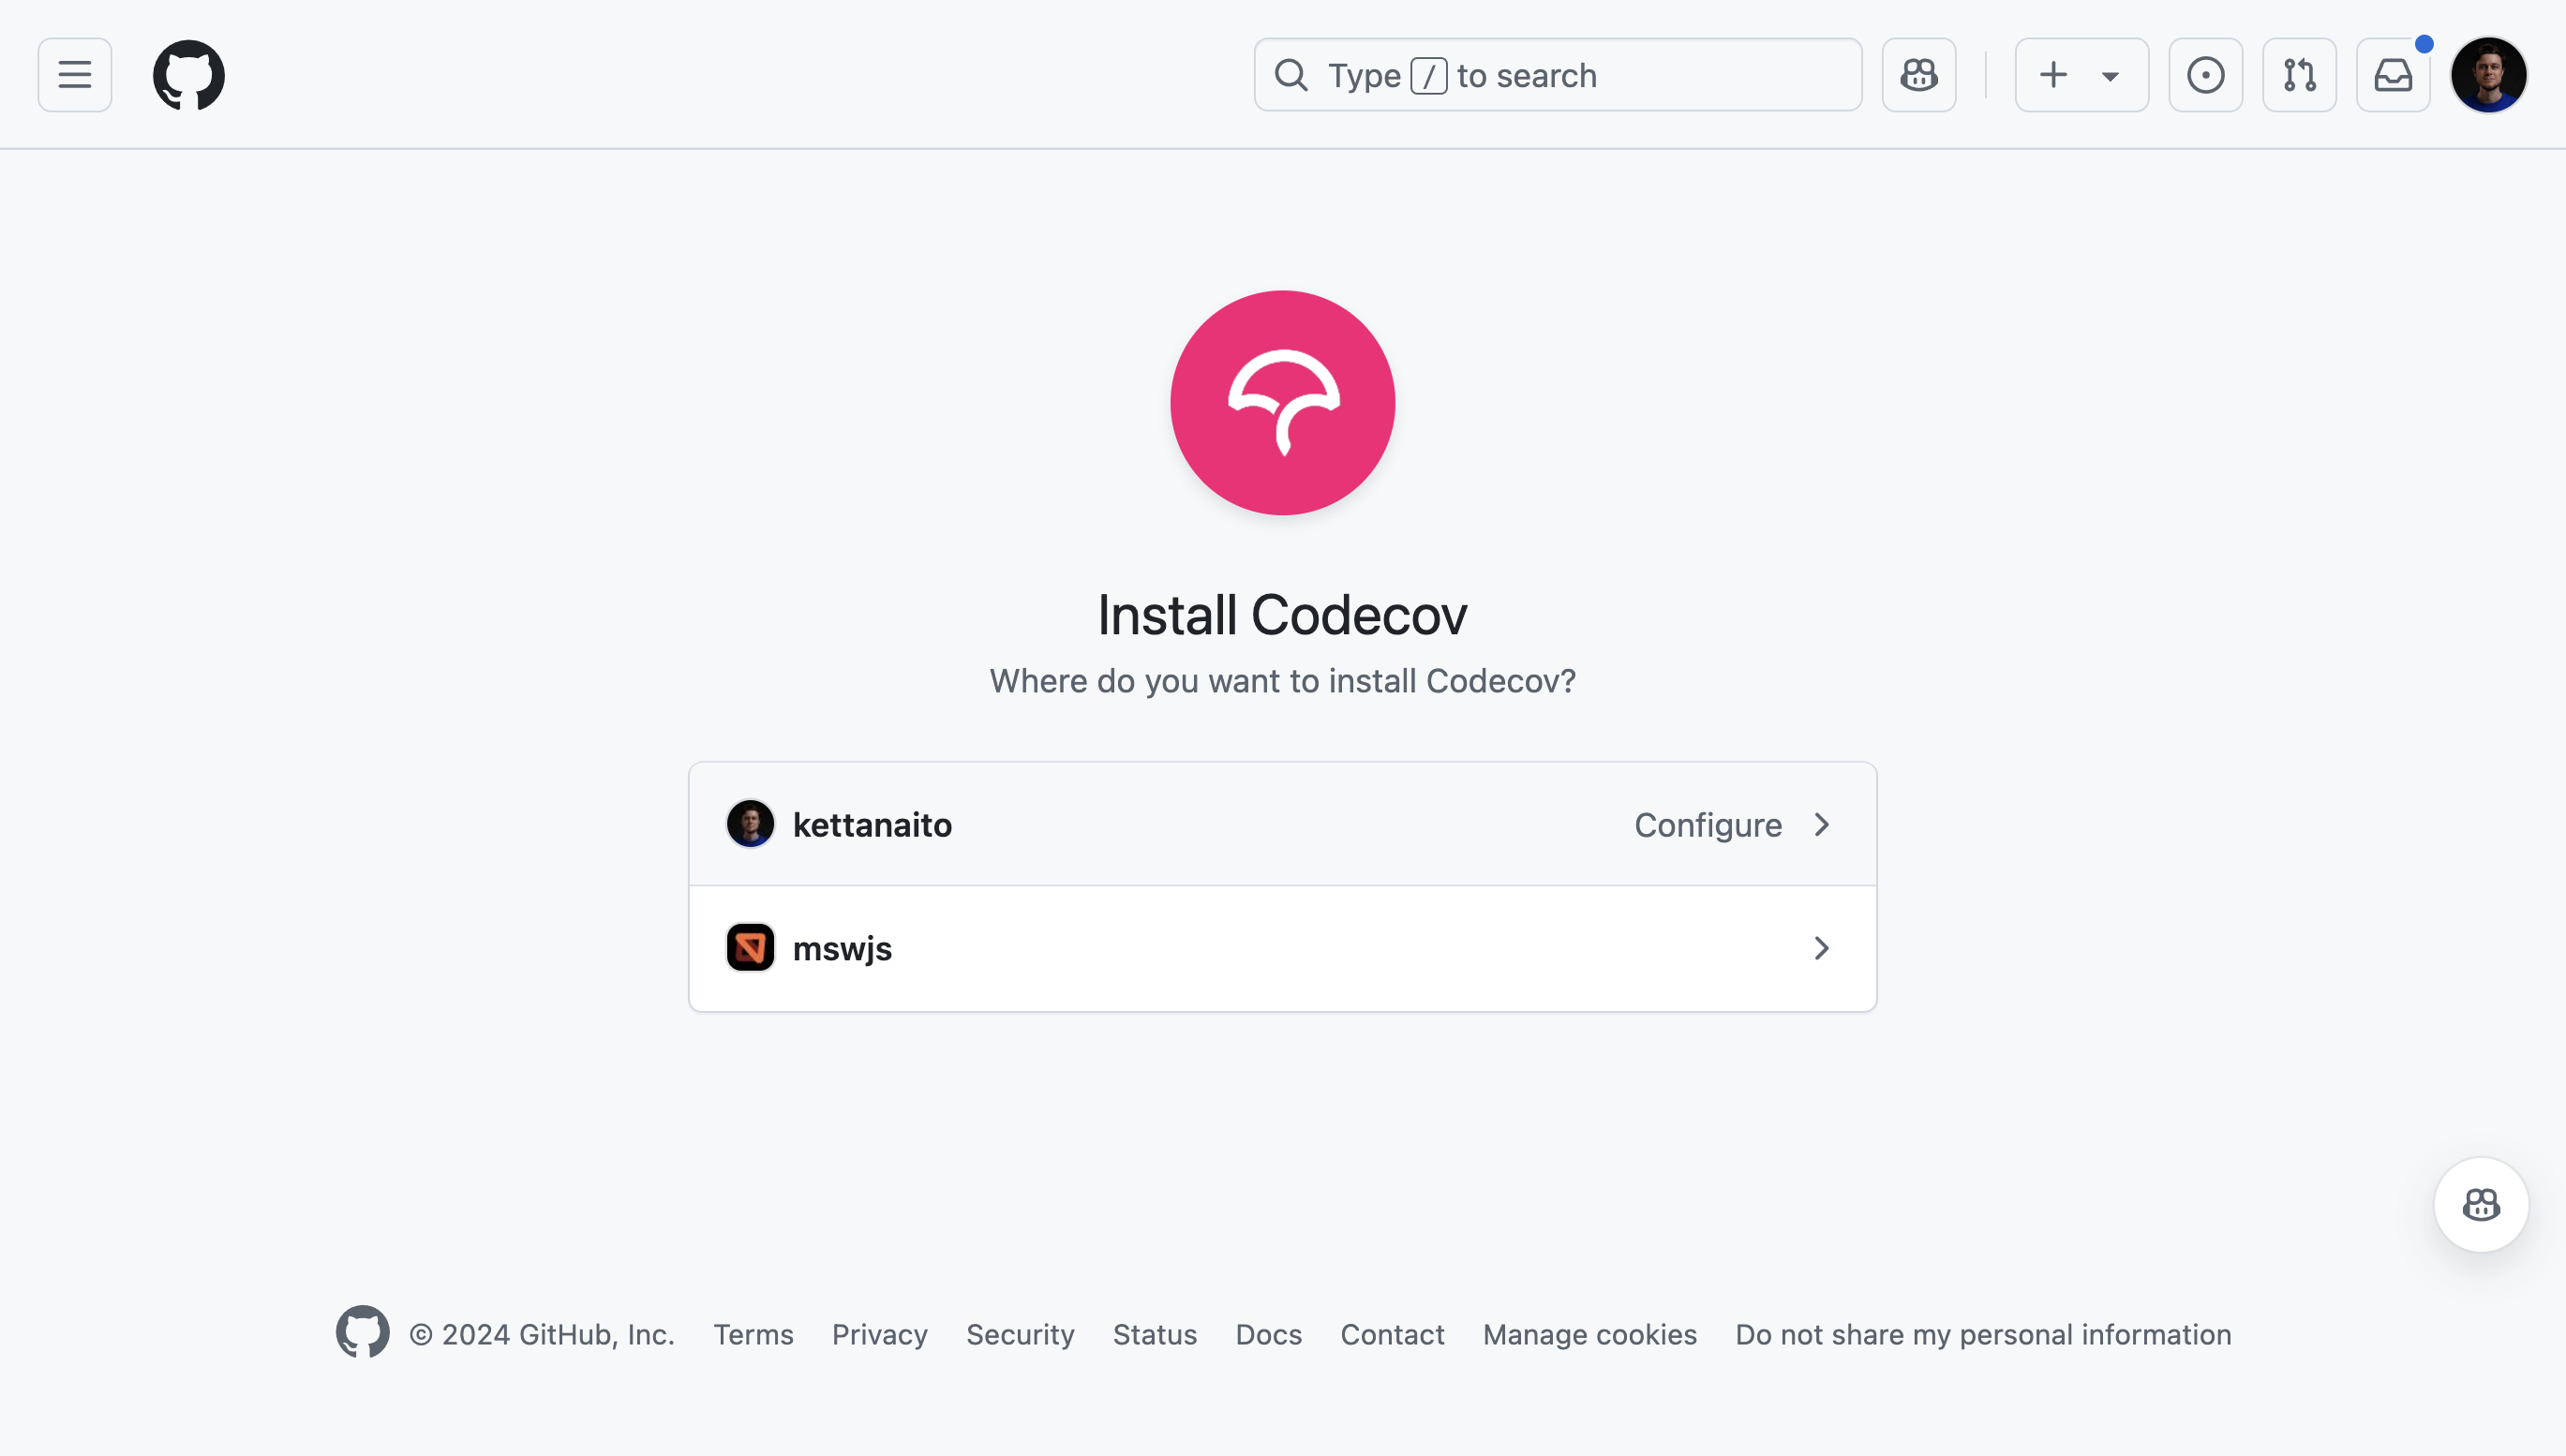 Type / to search
Install Codecov
Where do you want to install Codecov?
kettanaito Configure
mswjs
© 2024 GitHub, Inc. Terms Privacy Security Status Docs Contact Manage cookies Do not share my personal information